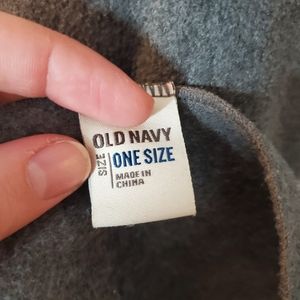 OLD NAVY
SIZE
ONE SIZE
MADE IN
CHINA